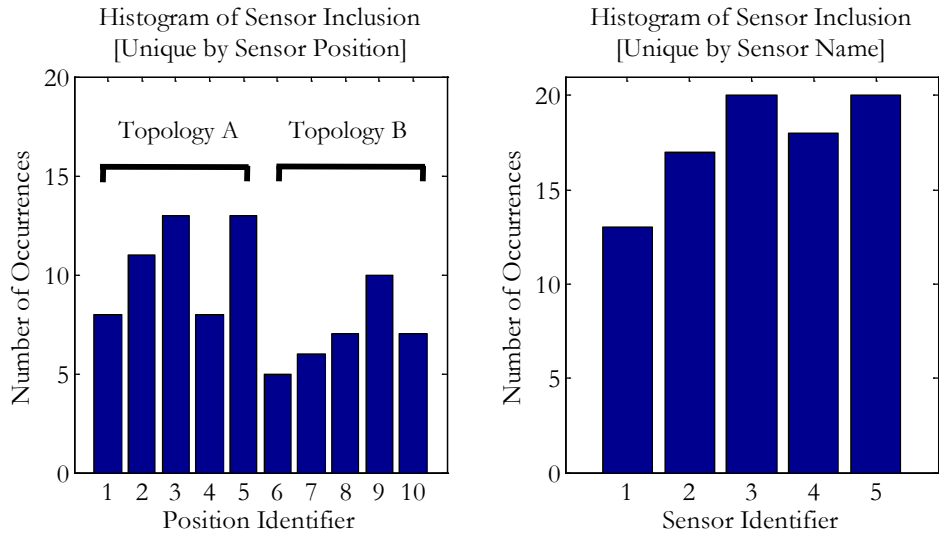 Histogram of Sensor Inclusion
[Unique by Sensor Position]
20
15
10
5
0
Number of Occurrences
Topology A
Topology B
1 2 3 4 5 6 7 8 9 10
Position Identifier
Histogram of Sensor Inclusion
[Unique by Sensor Name]
20
15
10
5
0
Number of Occurrences
1 2 3 4 5
Sensor Identifier